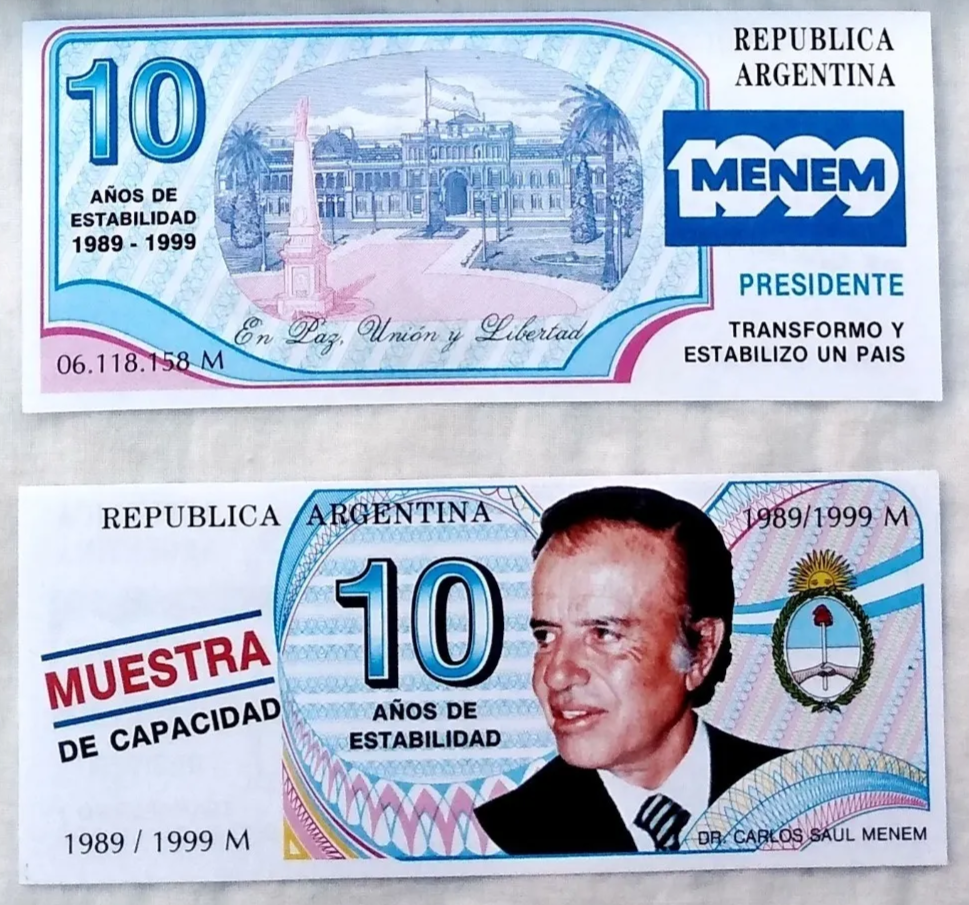 REPUBLICA
ARGENTINA
10
AÑOS DE
ESTABILIDAD
1989 - 1999
1999
MENEM
PRESIDENTE
TRANSFORMO Y
ESTABILIZO UN PAIS
En Paz, Unión y Libertad
06.118.158 M
REPUBLICA ARGENTINA
1989/1999 M
10
AÑOS DE
ESTABILIDAD
MUESTRA
DE CAPACIDAD
1989 / 1999 M
DR. CARLOS SAUL MENEM